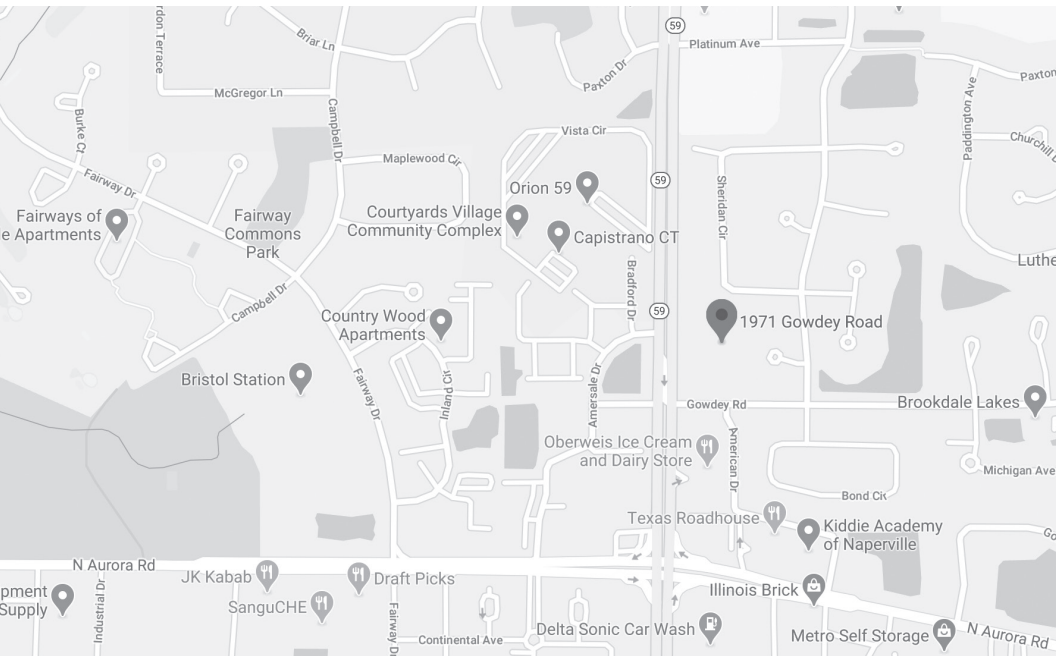 59
Platinum Ave
Briar Ln
rdon Terrace
Paxton Dr
Paxton
McGregor Ln
Campbell Dr
Burke Ct
Paddington Ave
Vista Cir
Churchill
Maplewood Cir
Fairway Dr
Orion 59
59
Sheridan Cir
Fairways of
e Apartments
Fairway
Commons
Park
Courtyards Village
Community Complex
Capistrano CT
Luthe
Bradford Dr
Campbell Dr
59
Country Wood
Apartments
1971 Gowdey Road
Bristol Station
Fairway Dr
Inland Cir
Amersale Dr
Gowdey Rd
Brookdale Lakes
Oberweis Ice Cream
and Dairy Store
American Dr
Michigan Ave
Bond Cir
Texas Roadhouse
Kiddie Academy
of Naperville
Go
N Aurora Rd
JK Kabab
Draft Picks
Illinois Brick
pment
Supply
Industrial Dr
SanguCHE
Fairway Dr
Continental Ave
Delta Sonic Car Wash
Metro Self Storage
N Aurora Rd